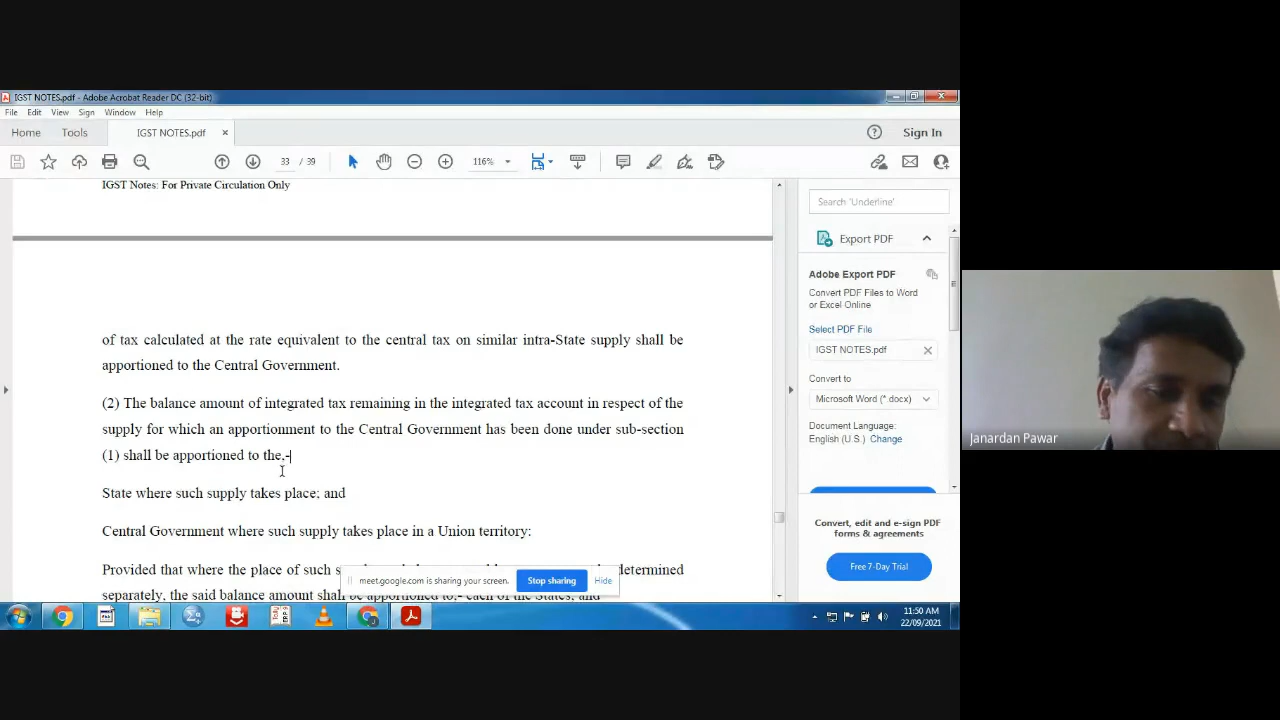 IGST NOTES.pdf - Adobe Acrobat Reader DC (32-bit)
File Edit View Sign Window Help
Home Tools IGST NOTES.pdf × Sign In
33 / 39 116%
IGST Notes: For Private Circulation Only
Search 'Underline'
Export PDF
Adobe Export PDF
Convert PDF Files to Word
or Excel Online
Select PDF File
IGST NOTES.pdf
Convert to
Microsoft Word (*.docx)
Document Language:
English (U.S.) Change
Convert, edit and e-sign PDF
forms & agreements
Free 7-Day Trial
of tax calculated at the rate equivalent to the central tax on similar intra-State supply shall be
apportioned to the Central Government.
(2) The balance amount of integrated tax remaining in the integrated tax account in respect of the
supply for which an apportionment to the Central Government has been done under sub-section
(1) shall be apportioned to the,-
State where such supply takes place; and
Central Government where such supply takes place in a Union territory:
Provided that where the place of such determined
separately, the said balance amount shall be apportioned to,- each of the States; and
meet.google.com is sharing your screen. Stop sharing Hide
11:50 AM
22/09/2021
Janardan Pawar